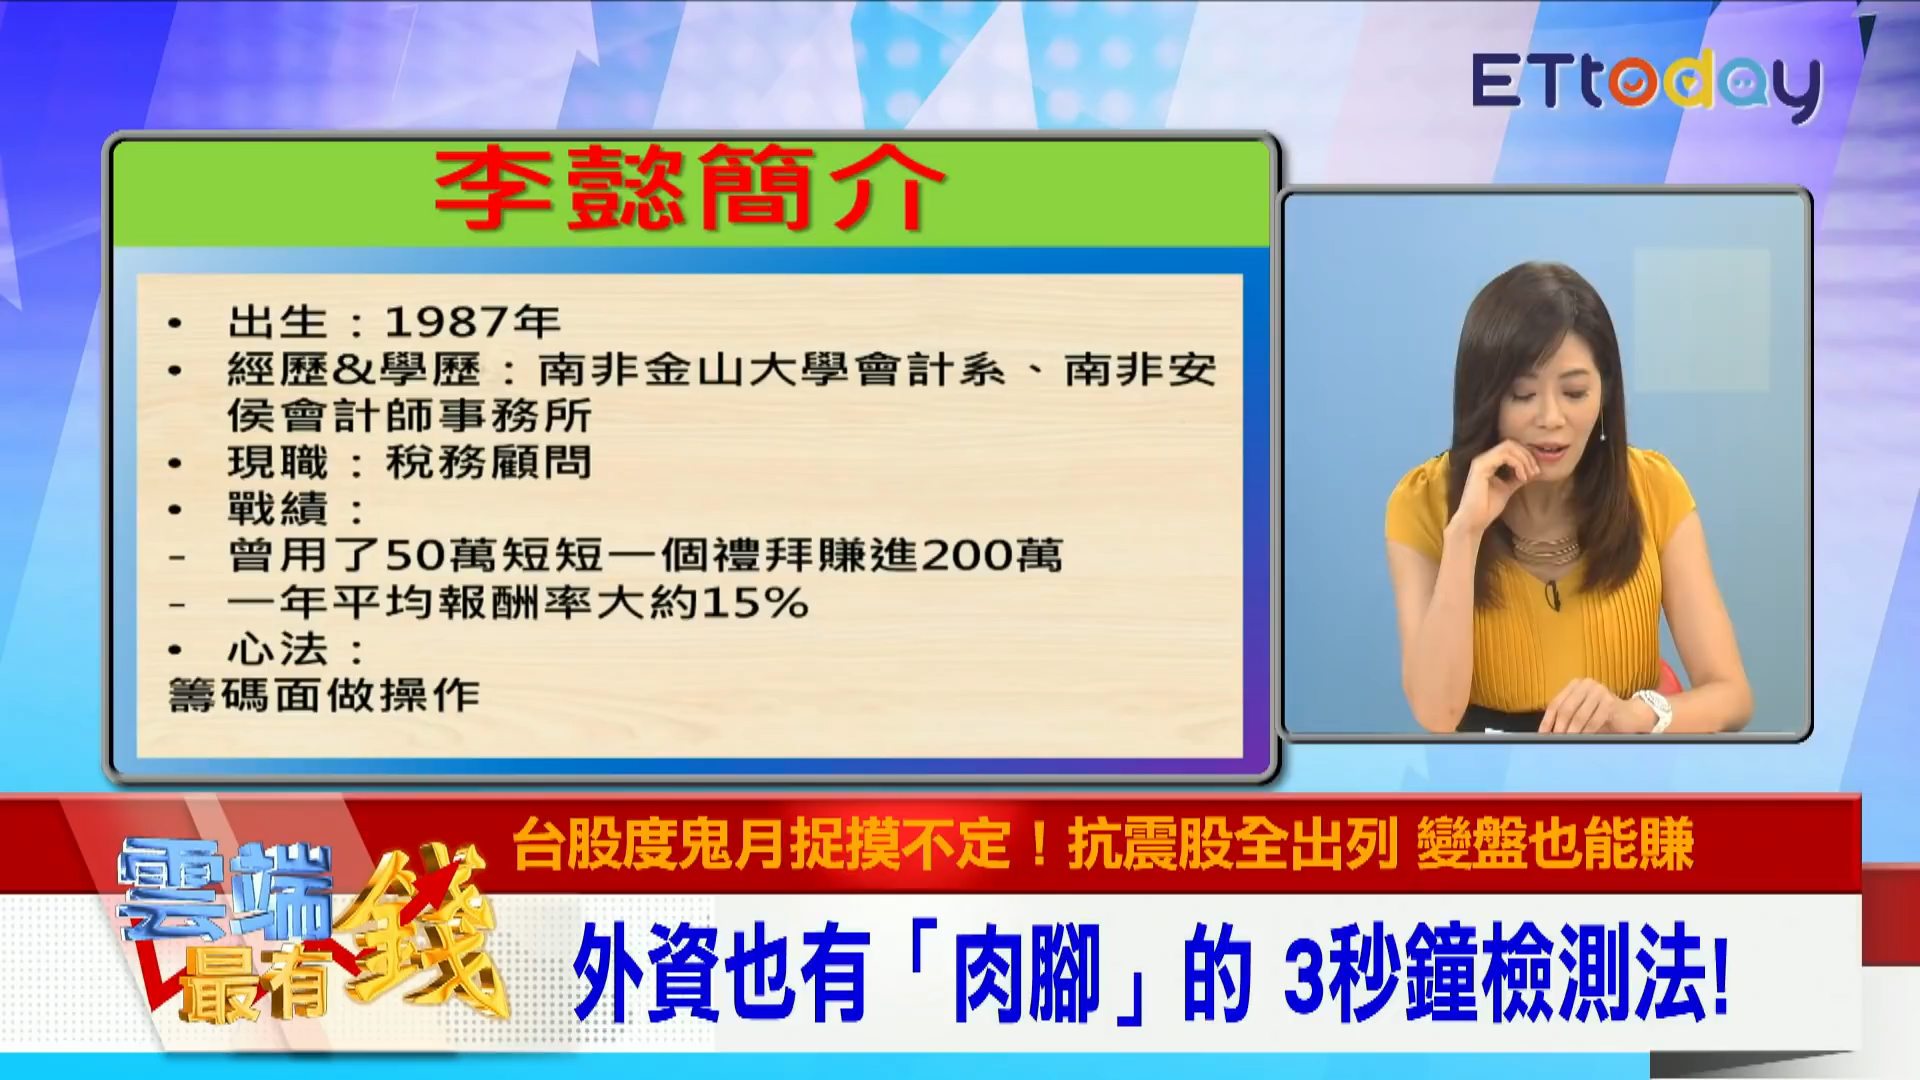 ETtoday
李懿簡介
• 出生：1987年
• 經歷&學歷：南非金山大學會計系、南非安
侯會計師事務所
• 現職：稅務顧問
• 戰績：
- 曾用了50萬短短一個禮拜賺進200萬
- 一年平均報酬率大約15%
• 心法：
籌碼面做操作
台股度鬼月捉摸不定！抗震股全出列 變盤也能賺
雲端
最有錢
外資也有「肉腳」的 3秒鐘檢測法!